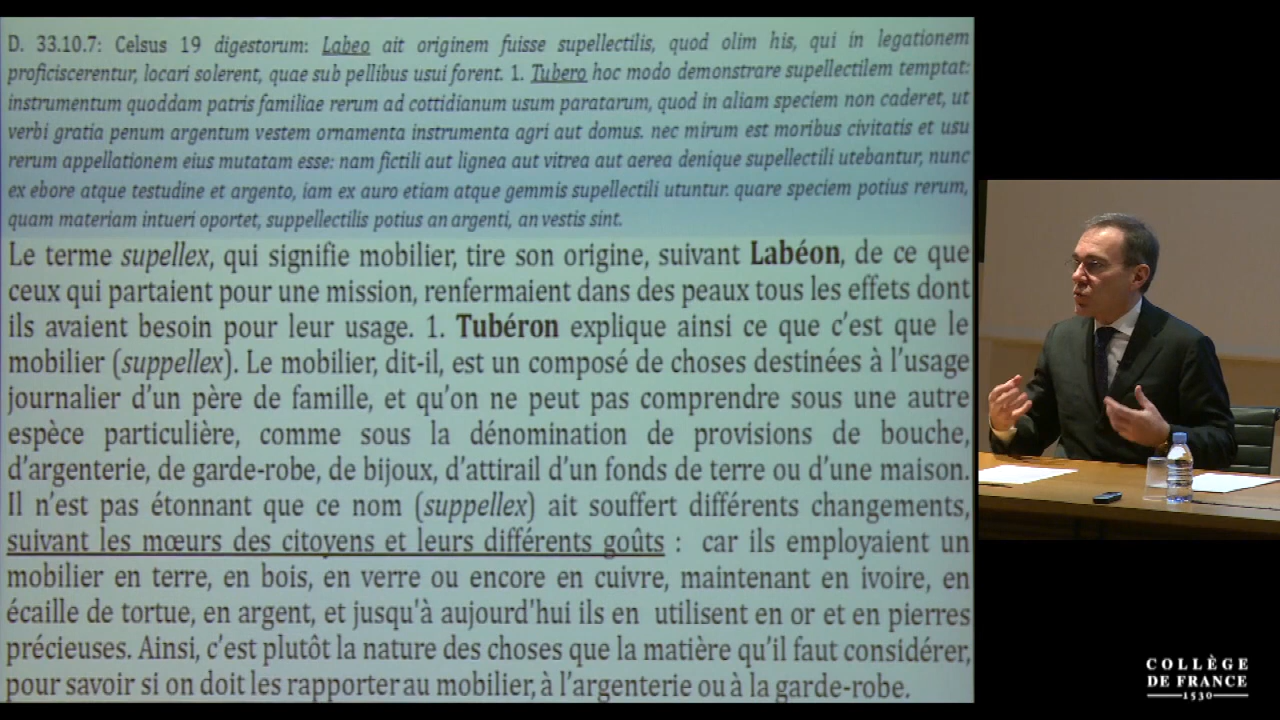 D. 33.10.7: Celsus 19 digestorum: Labeo ait originem fuisse supellectilis, quod olim his, qui in legationem
proficiscerentur, locari solerent, quae sub pellibus usui forent. 1. Tubero hoc modo demonstrare supellectilem temptat:
instrumentum quoddam patris familiae rerum ad cottidianum usum paratarum, quod in aliam speciem non caderet, ut
verbi gratia penum argentum vestem ornamenta instrumenta agri aut domus. nec mirum est moribus civitatis et usu
rerum appellationem eius mutatam esse: nam fictili aut lignea aut vitrea aut aerea denique supellectili utebantur, nunc
ex ebore atque testudine et argento, iam ex auro etiam atque gemmis supellectili utuntur. quare speciem potius rerum,
quam materiam intueri oportet, suppellectilis potius an argenti, an vestis sint.
Le terme supellex, qui signifie mobilier, tire son origine, suivant Labéon, de ce que
ceux qui partaient pour une mission, renfermaient dans des peaux tous les effets dont
ils avaient besoin pour leur usage. 1. Tubéron explique ainsi ce que c'est que le
mobilier (suppellex). Le mobilier, dit-il, est un composé de choses destinées à l'usage
journalier d'un père de famille, et qu'on ne peut pas comprendre sous une autre
espèce particulière, comme sous la dénomination de provisions de bouche,
d'argenterie, de garde-robe, de bijoux, d'attirail d'un fonds de terre ou d'une maison.
Il n'est pas étonnant que ce nom (suppellex) ait souffert différents changements,
suivant les mœurs des citoyens et leurs différents goûts : car ils employaient un
mobilier en terre, en bois, en verre ou encore en cuivre, maintenant en ivoire, en
écaille de tortue, en argent, et jusqu'à aujourd'hui ils en utilisent en or et en pierres
précieuses. Ainsi, c'est plutôt la nature des choses que la matière qu'il faut considérer,
pour savoir si on doit les rapporter au mobilier, à l'argenterie ou à la garde-robe.
COLLÈGE
DE FRANCE
1530